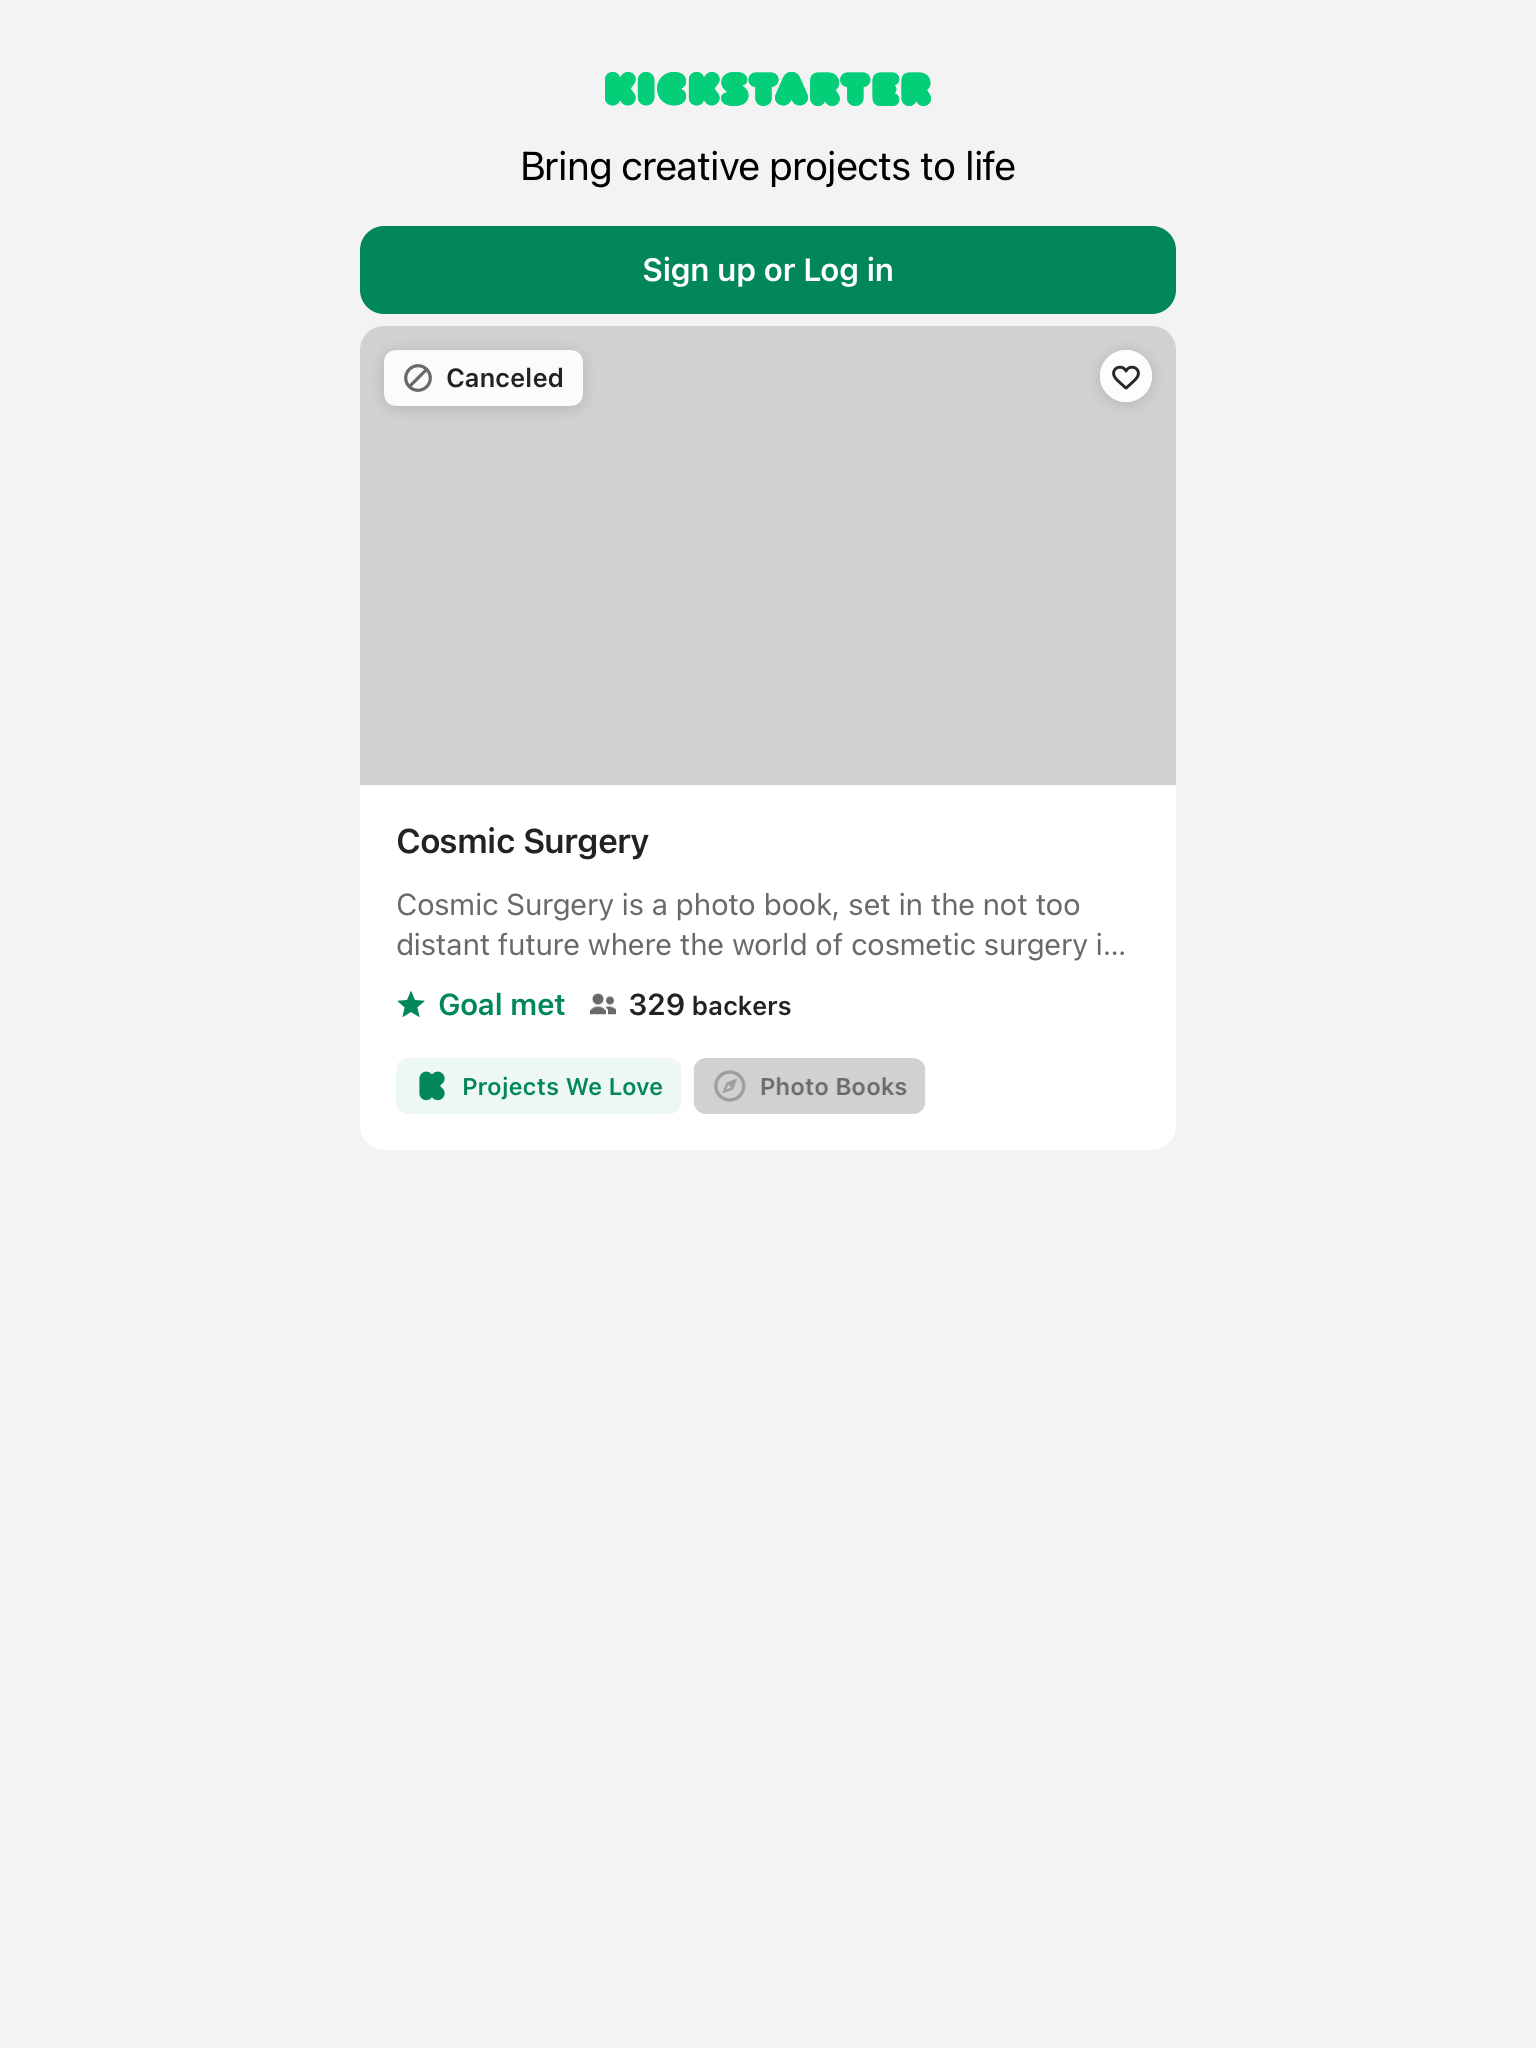 KICKSTARTER
Bring creative projects to life
Sign up or Log in
Canceled
Cosmic Surgery
Cosmic Surgery is a photo book, set in the not too
distant future where the world of cosmetic surgery i...
Goal met 329 backers
Projects We Love Photo Books